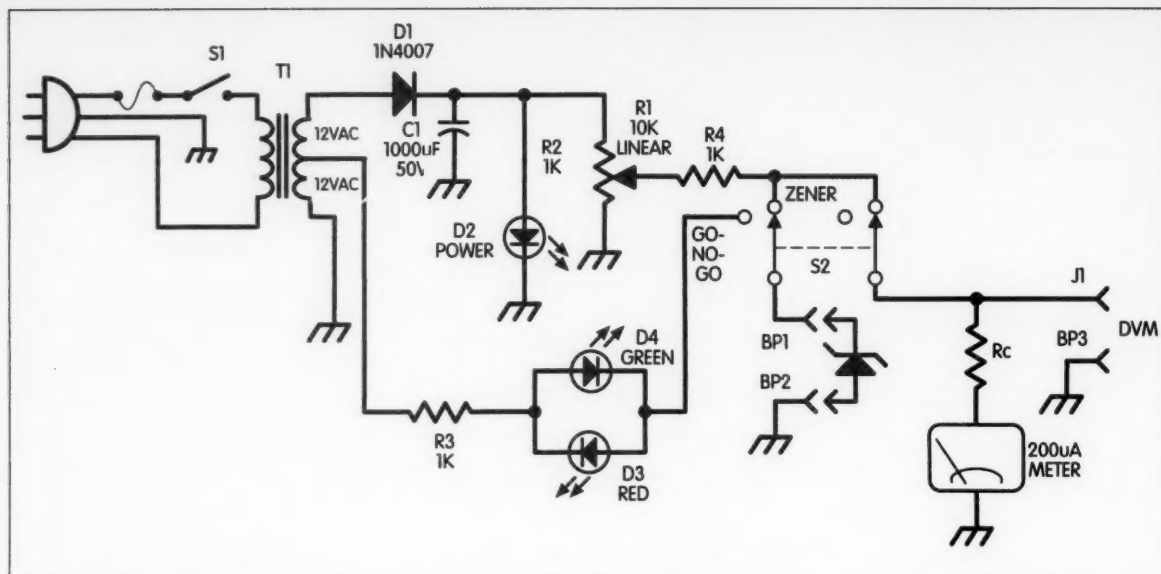 S1
T1
D1
1N4007
12VAC
12VAC
C1
1000uF
50V
R2
1K
R1
10K
LINEAR
R4
1K
D2
POWER
ZENER
GO-
NO-
GO
S2
J1
DVM
BP1
BP2
BP3
Rc
D4
GREEN
R3
1K
D3
RED
200uA
METER